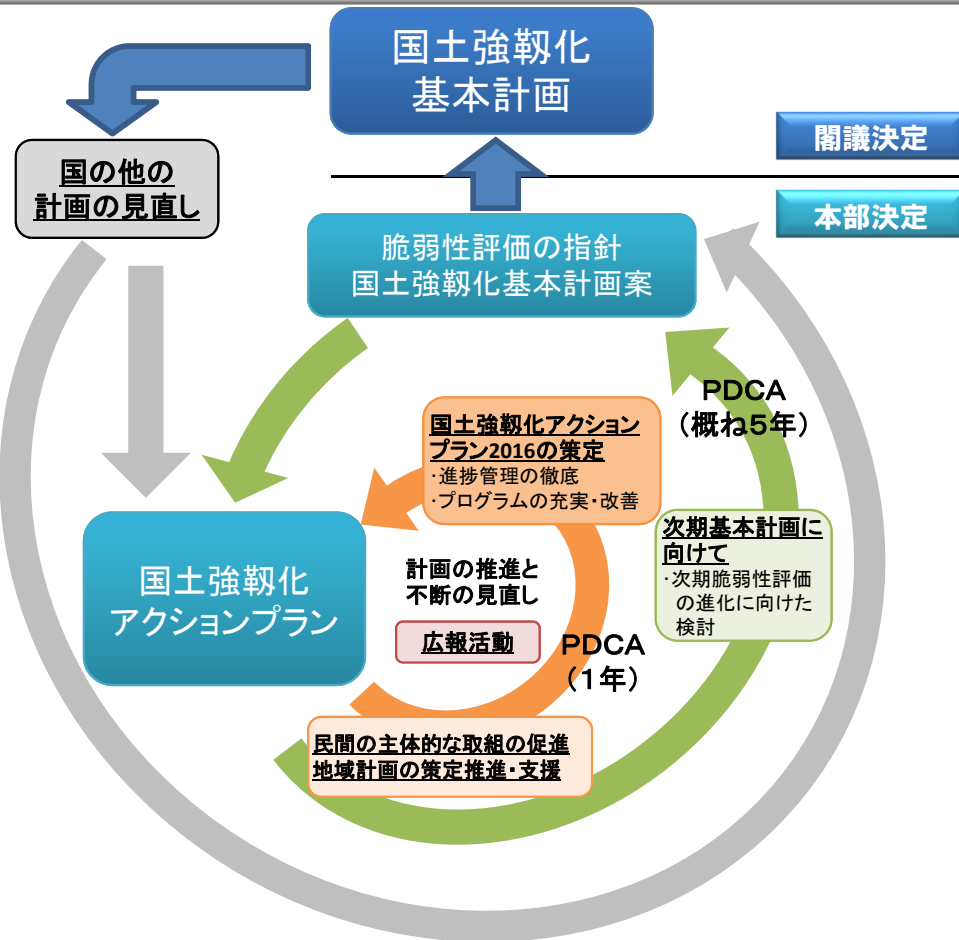 国土強靱化
基本計画
閣議決定
国の他の
計画の見直し
本部決定
脆弱性評価の指針
国土強靱化基本計画案
PDCA
（概ね５年）
国土強靱化アクション
プラン2016の策定
･進捗管理の徹底
･プログラムの充実･改善
次期基本計画に
向けて
･次期脆弱性評価
の進化に向けた
検討
国土強靱化
アクションプラン
計画の推進と
不断の見直し
広報活動
PDCA
（１年）
民間の主体的な取組の促進
地域計画の策定推進･支援